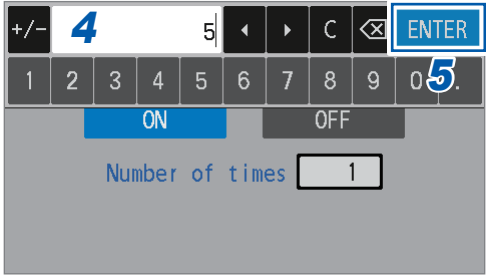 +/- 4 5 C ENTER
1 2 3 4 5 6 7 8 9 0 5 .
ON OFF
Number of times 1